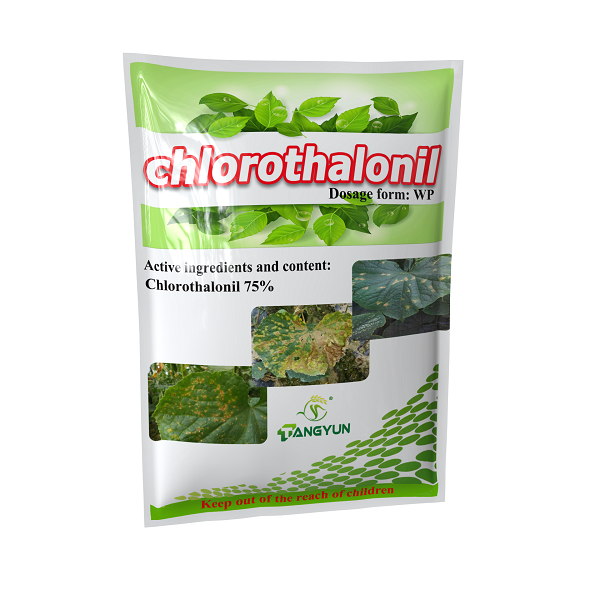 chlorothalonil
Dosage form: WP
Active ingredients and content:
Chlorothalonil 75%
®
TANGYUN
Keep out of the reach of children